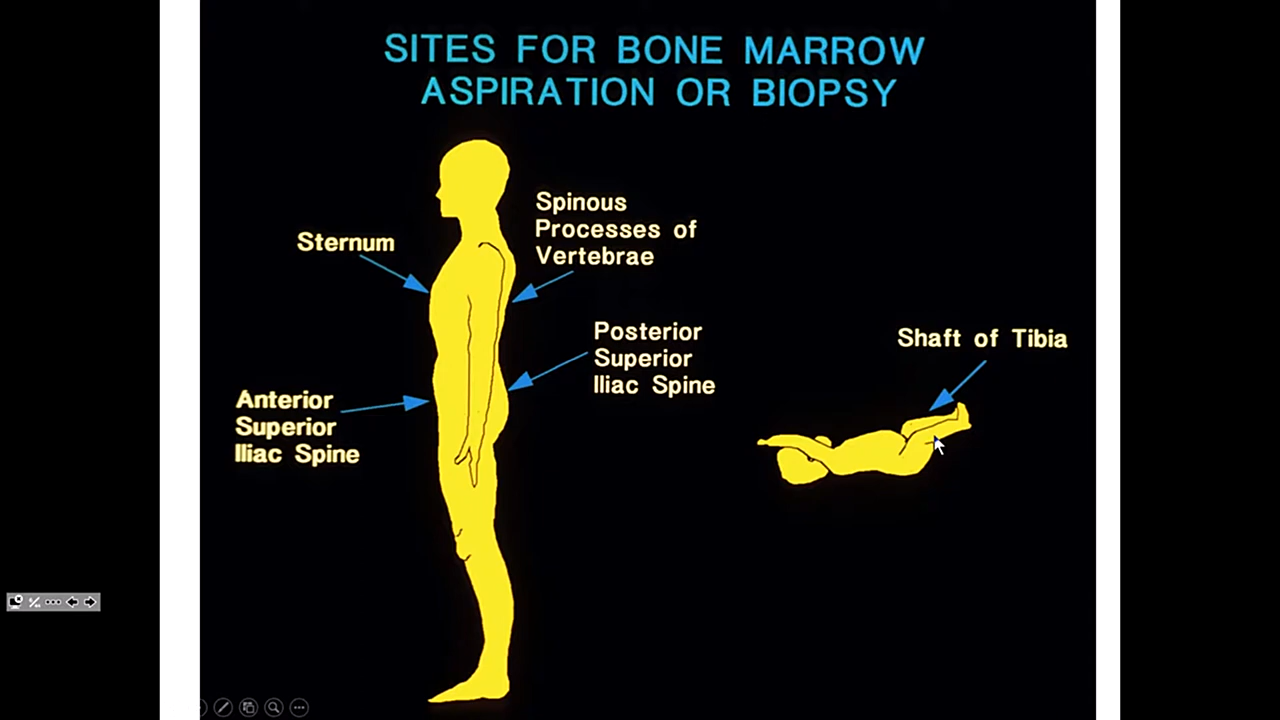 SITES FOR BONE MARROW
ASPIRATION OR BIOPSY
Spinous
Processes of
Vertebrae
Sternum
Posterior
Superior
Iliac Spine
Shaft of Tibia
Anterior
Superior
Iliac Spine